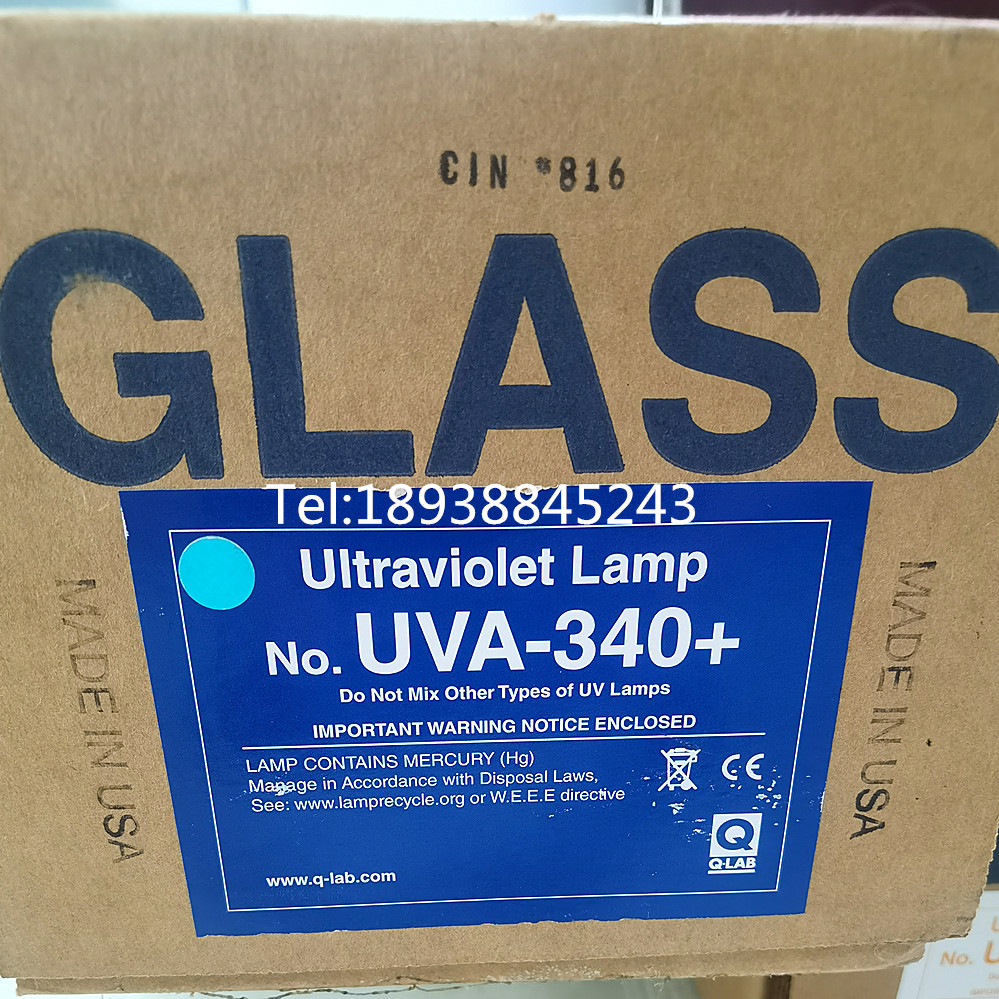 CIN *816
GLASS
Tel:18938845243
Ultraviolet Lamp
No. UVA-340+
Do Not Mix Other Types of UV Lamps
IMPORTANT WARNING NOTICE ENCLOSED
LAMP CONTAINS MERCURY (Hg)
Manage in Accordance with Disposal Laws,
See: www.lamprecycle.org or W.E.E.E directive
CE
Q
Q-LAB
www.q-lab.com
MADE IN USA
MADE IN USA
No. U